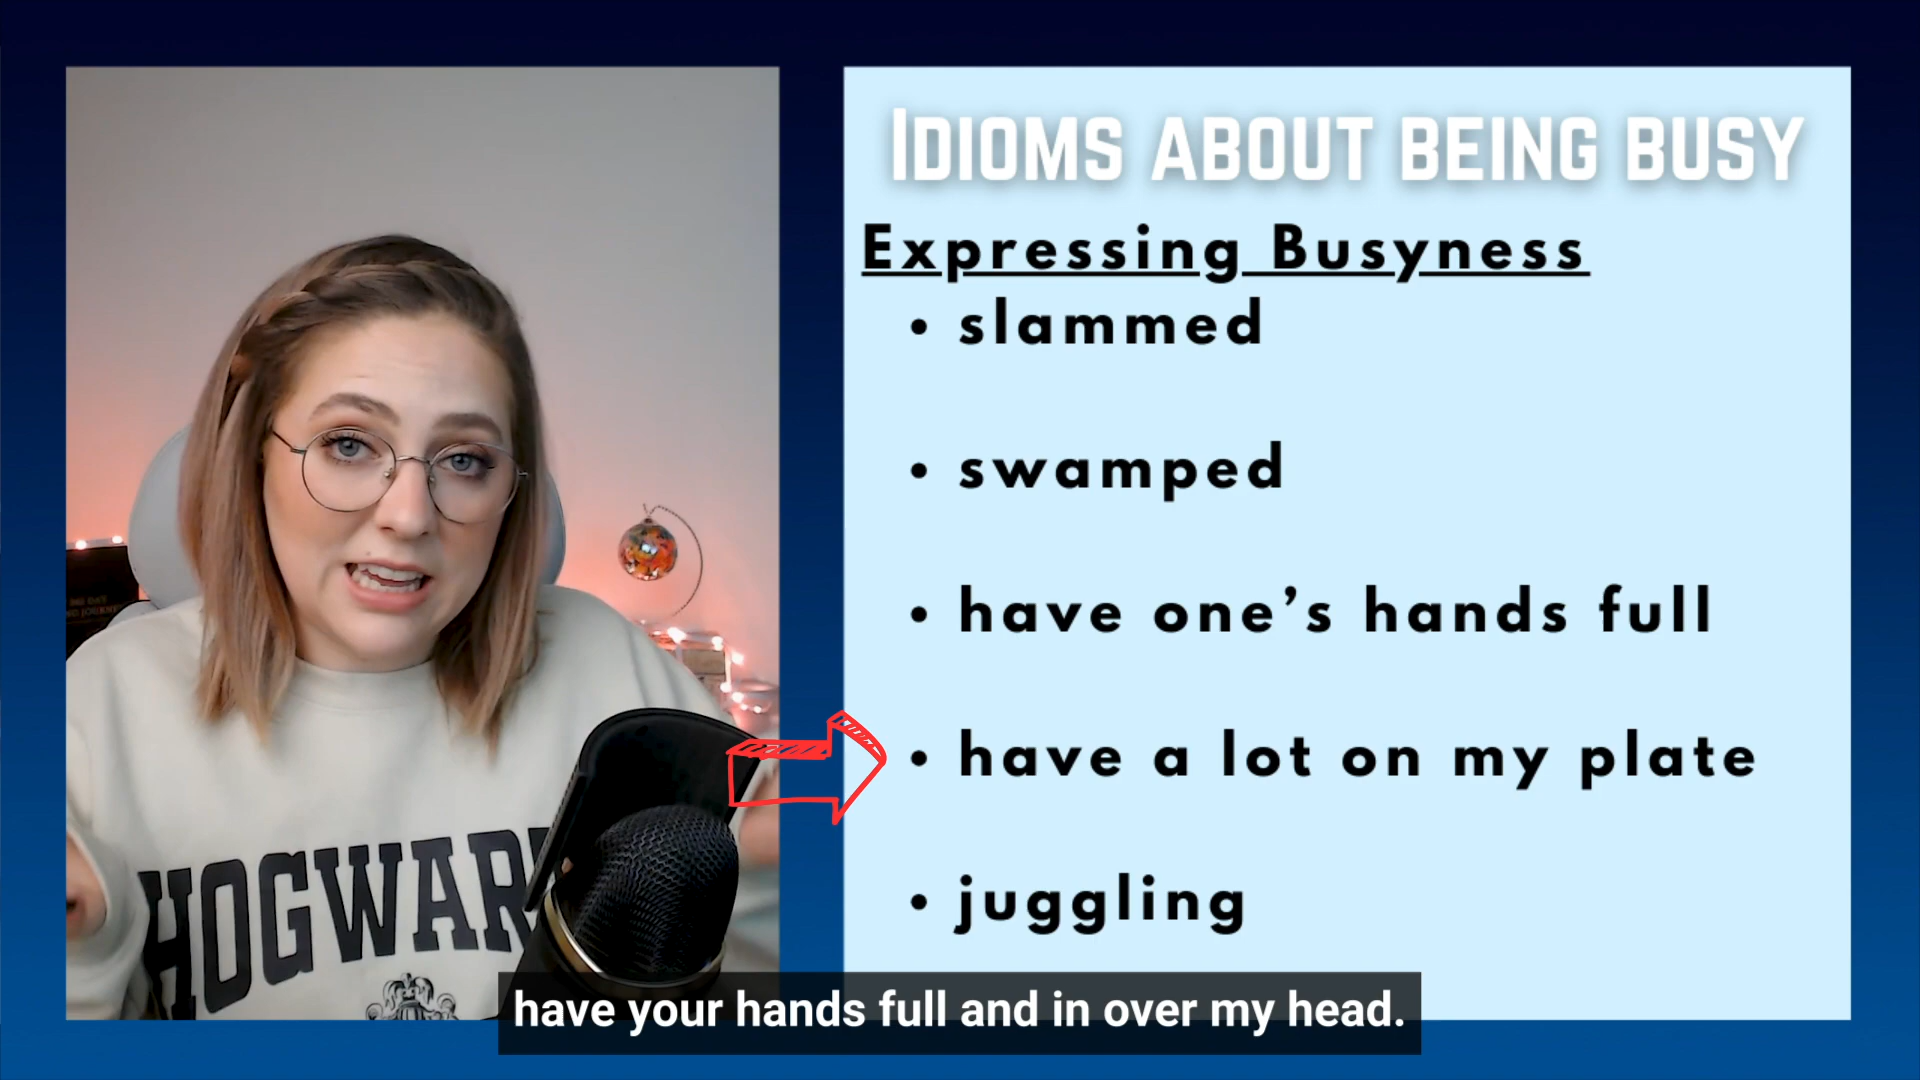 IDIOMS ABOUT BEING BUSY
Expressing Busyness
• slammed
• swamped
• have one’s hands full
• have a lot on my plate
• juggling
HOGWAR
have your hands full and in over my head.